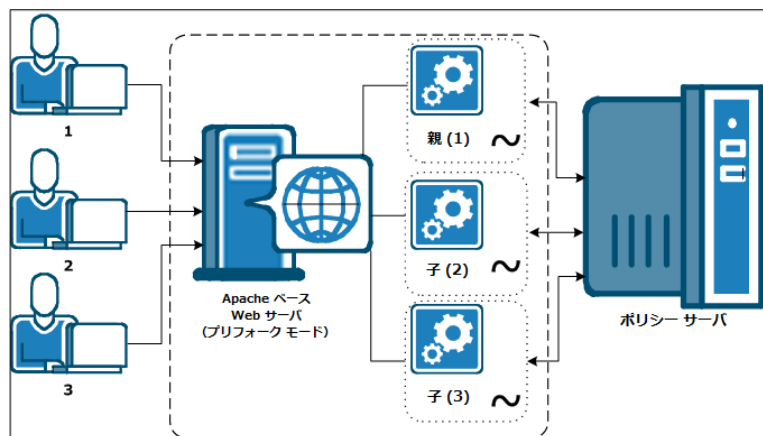 1
2
3
Apache ベース
Web サーバ
(プリフォーク モード)
親 (1)
子 (2)
子 (3)
ポリシー サーバ